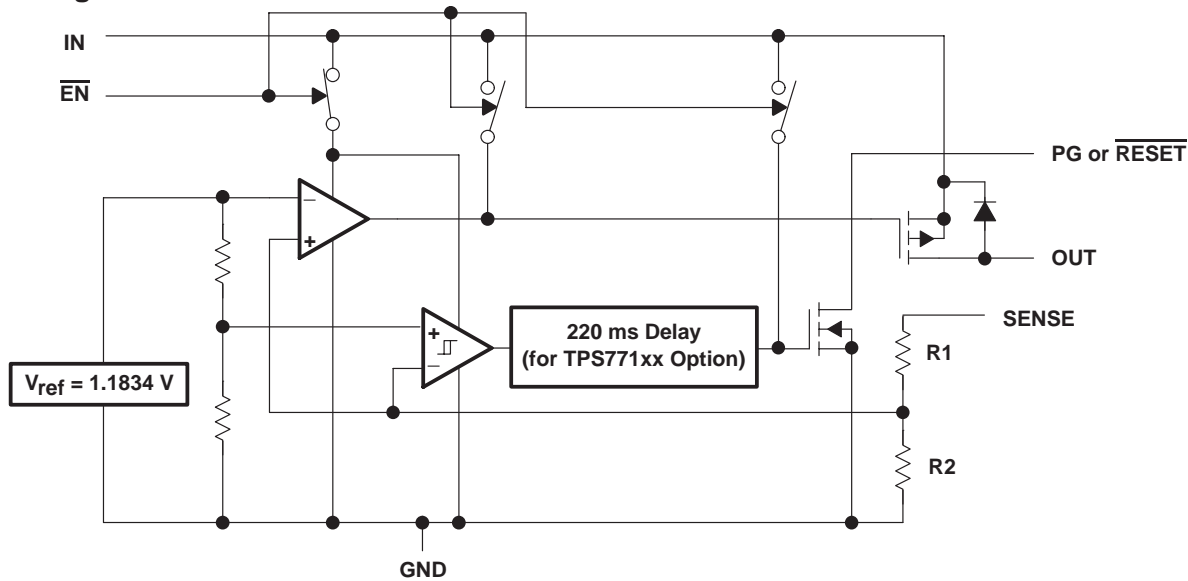 IN
EN
PG or RESET
−
+
OUT
SENSE
+
−
220 ms Delay
(for TPS771xx Option)
R1
Vref = 1.1834 V
R2
GND